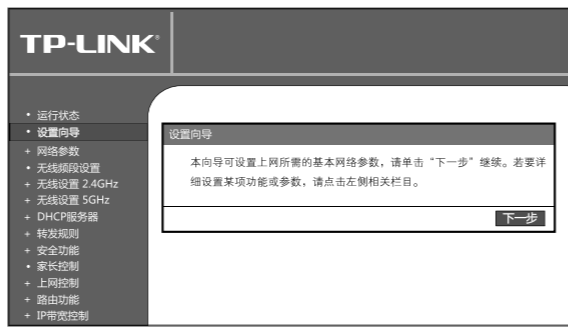 TP-LINK®
• 运行状态
• 设置向导
+ 网络参数
• 无线频段设置
+ 无线设置 2.4GHz
+ 无线设置 5GHz
+ DHCP服务器
+ 转发规则
+ 安全功能
• 家长控制
+ 上网控制
+ 路由功能
+ IP带宽控制
设置向导
本向导可设置上网所需的基本网络参数，请单击“下一步”继续。若要详
细设置某项功能或参数，请点击左侧相关栏目。
下一步